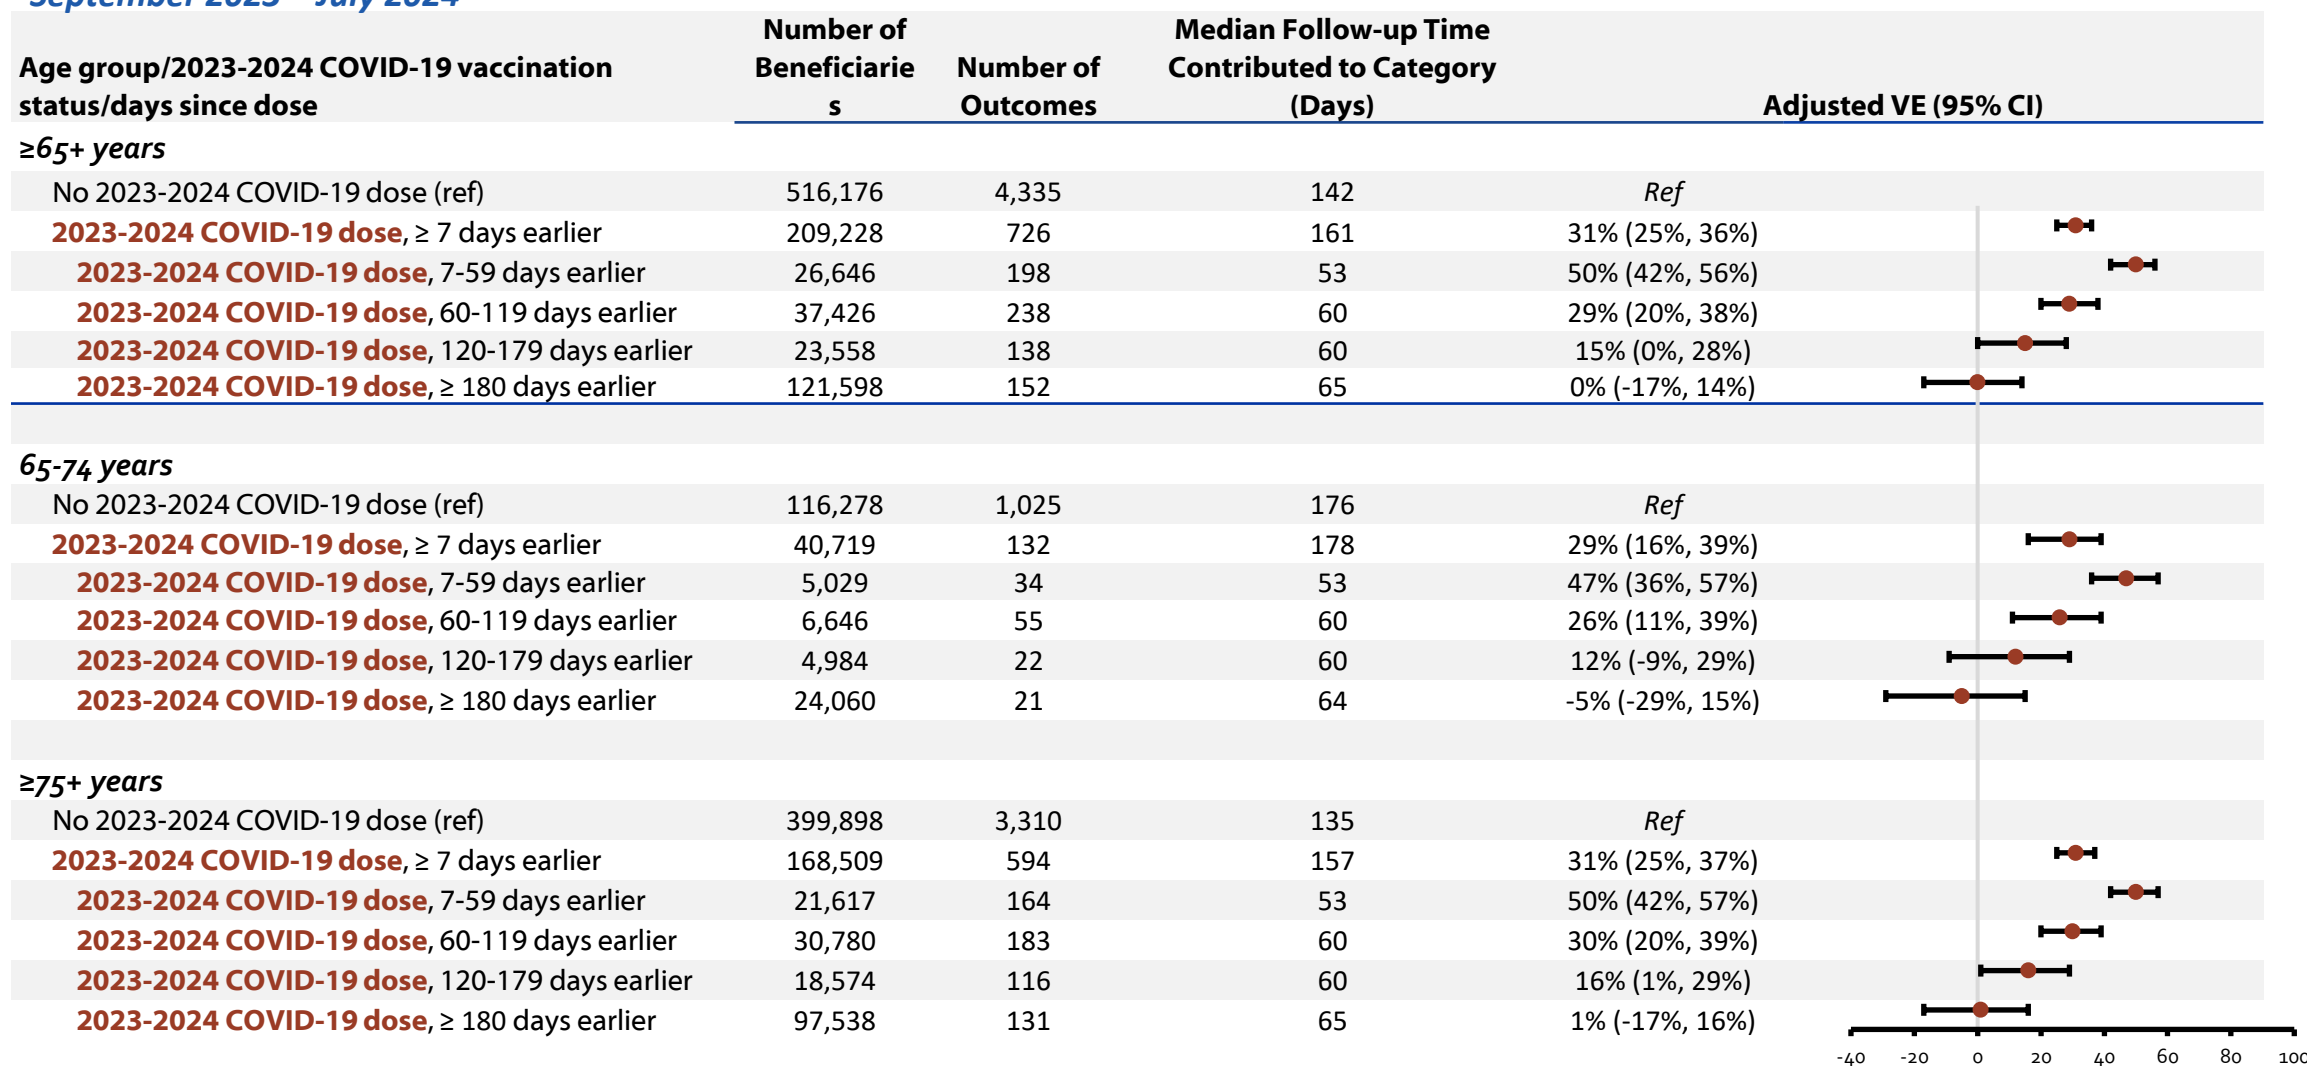 September 2023 – July 2024
Age group/2023-2024 COVID-19 vaccination status/days since dose
Number of Beneficiarie s
Number of Outcomes
Median Follow-up Time Contributed to Category (Days)
Adjusted VE (95% CI)
≥65+ years
No 2023-2024 COVID-19 dose (ref) 516,176 4,335 142 Ref
2023-2024 COVID-19 dose, ≥ 7 days earlier 209,228 726 161 31% (25%, 36%)
2023-2024 COVID-19 dose, 7-59 days earlier 26,646 198 53 50% (42%, 56%)
2023-2024 COVID-19 dose, 60-119 days earlier 37,426 238 60 29% (20%, 38%)
2023-2024 COVID-19 dose, 120-179 days earlier 23,558 138 60 15% (0%, 28%)
2023-2024 COVID-19 dose, ≥ 180 days earlier 121,598 152 65 0% (-17%, 14%)
65-74 years
No 2023-2024 COVID-19 dose (ref) 116,278 1,025 176 Ref
2023-2024 COVID-19 dose, ≥ 7 days earlier 40,719 132 178 29% (16%, 39%)
2023-2024 COVID-19 dose, 7-59 days earlier 5,029 34 53 47% (36%, 57%)
2023-2024 COVID-19 dose, 60-119 days earlier 6,646 55 60 26% (11%, 39%)
2023-2024 COVID-19 dose, 120-179 days earlier 4,984 22 60 12% (-9%, 29%)
2023-2024 COVID-19 dose, ≥ 180 days earlier 24,060 21 64 -5% (-29%, 15%)
≥75+ years
No 2023-2024 COVID-19 dose (ref) 399,898 3,310 135 Ref
2023-2024 COVID-19 dose, ≥ 7 days earlier 168,509 594 157 31% (25%, 37%)
2023-2024 COVID-19 dose, 7-59 days earlier 21,617 164 53 50% (42%, 57%)
2023-2024 COVID-19 dose, 60-119 days earlier 30,780 183 60 30% (20%, 39%)
2023-2024 COVID-19 dose, 120-179 days earlier 18,574 116 60 16% (1%, 29%)
2023-2024 COVID-19 dose, ≥ 180 days earlier 97,538 131 65 1% (-17%, 16%)
-40 -20 0 20 40 60 80 100